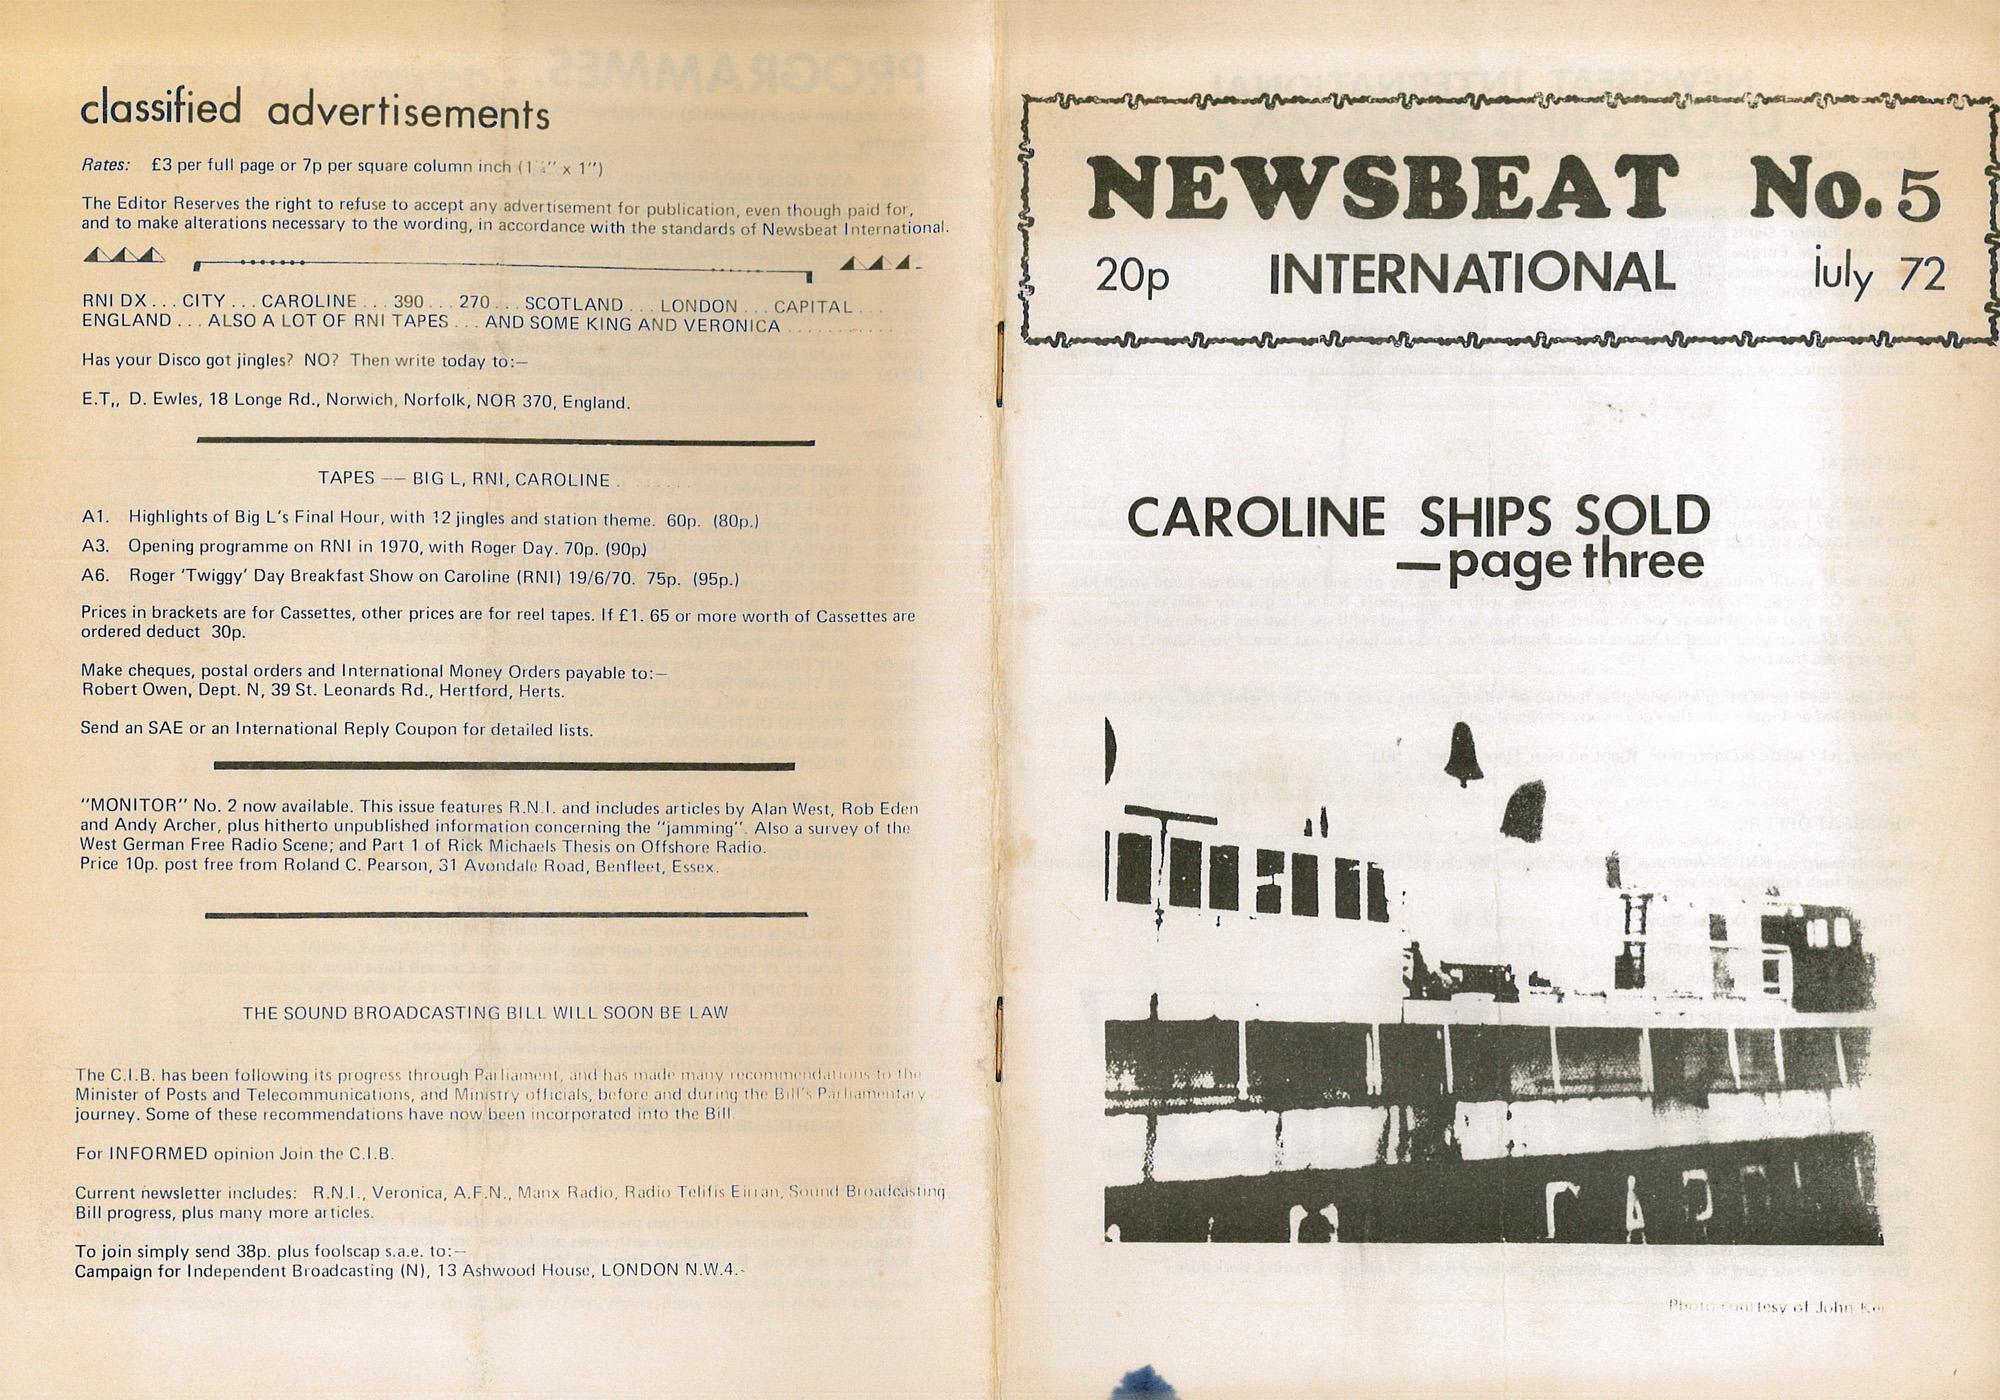 classified advertisements
Rates: £3 per full page or 7p per square column inch (1 " x 1")
The Editor Reserves the right to refuse to accept any advertisement for publication, even though paid for,
and to make alterations necessary to the wording, in accordance with the standards of Newsbeat International.
RNI DX . . . CITY . . . CAROLINE . . . 390 . . . 270 . . . SCOTLAND . . . LONDON . . . CAPITAL . . .
ENGLAND . . . ALSO A LOT OF RNI TAPES . . . AND SOME KING AND VERONICA . . . . . . . . . .
Has your Disco got jingles? NO? Then write today to:—
E.T,, D. Ewles, 18 Longe Rd., Norwich, Norfolk, NOR 370, England.
TAPES –– BIG L, RNI, CAROLINE . . . . . . .
A1. Highlights of Big L's Final Hour, with 12 jingles and station theme. 60p. (80p.)
A3. Opening programme on RNI in 1970, with Roger Day. 70p. (90p)
A6. Roger 'Twiggy' Day Breakfast Show on Caroline (RNI) 19/6/70. 75p. (95p.)
Prices in brackets are for Cassettes, other prices are for reel tapes. If £1. 65 or more worth of Cassettes are
ordered deduct 30p.
Make cheques, postal orders and International Money Orders payable to:—
Robert Owen, Dept. N, 39 St. Leonards Rd., Hertford, Herts.
Send an SAE or an International Reply Coupon for detailed lists.
"MONITOR" No. 2 now available. This issue features R.N.I. and includes articles by Alan West, Rob Eden
and Andy Archer, plus hitherto unpublished information concerning the "jamming". Also a survey of the
West German Free Radio Scene; and Part 1 of Rick Michaels Thesis on Offshore Radio.
Price 10p. post free from Roland C. Pearson, 31 Avondale Road, Benfleet, Essex.
THE SOUND BROADCASTING BILL WILL SOON BE LAW
The C.I.B. has been following its progress through Parliament, and has made many recommendations to the
Minister of Posts and Telecommunications, and Ministry officials, before and during the Bill's Parliamentary
journey. Some of these recommendations have now been incorporated into the Bill.
For INFORMED opinion Join the C.I.B.
Current newsletter includes: R.N.I., Veronica, A.F.N., Manx Radio, Radio Telifis Eirran, Sound Broadcasting
Bill progress, plus many more articles.
To join simply send 38p. plus foolscap s.a.e. to:—
Campaign for Independent Broadcasting (N), 13 Ashwood House, LONDON N.W.4.-
NEWSBEAT No. 5
20p INTERNATIONAL july 72
CAROLINE SHIPS SOLD
—page three
Photo courtesy of John